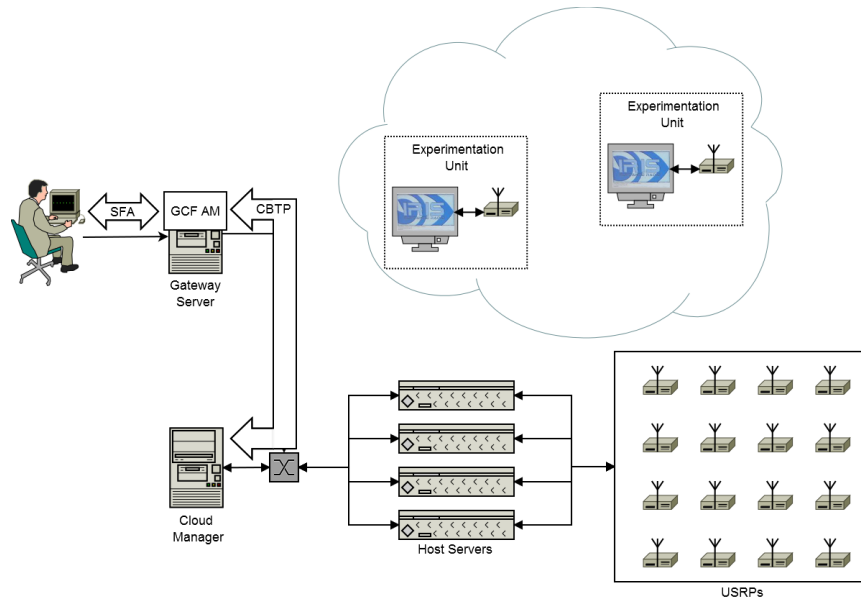 Experimentation
Unit
Experimentation
Unit
SFA
GCF AM
CBTP
Gateway
Server
Cloud
Manager
Host Servers
USRPs